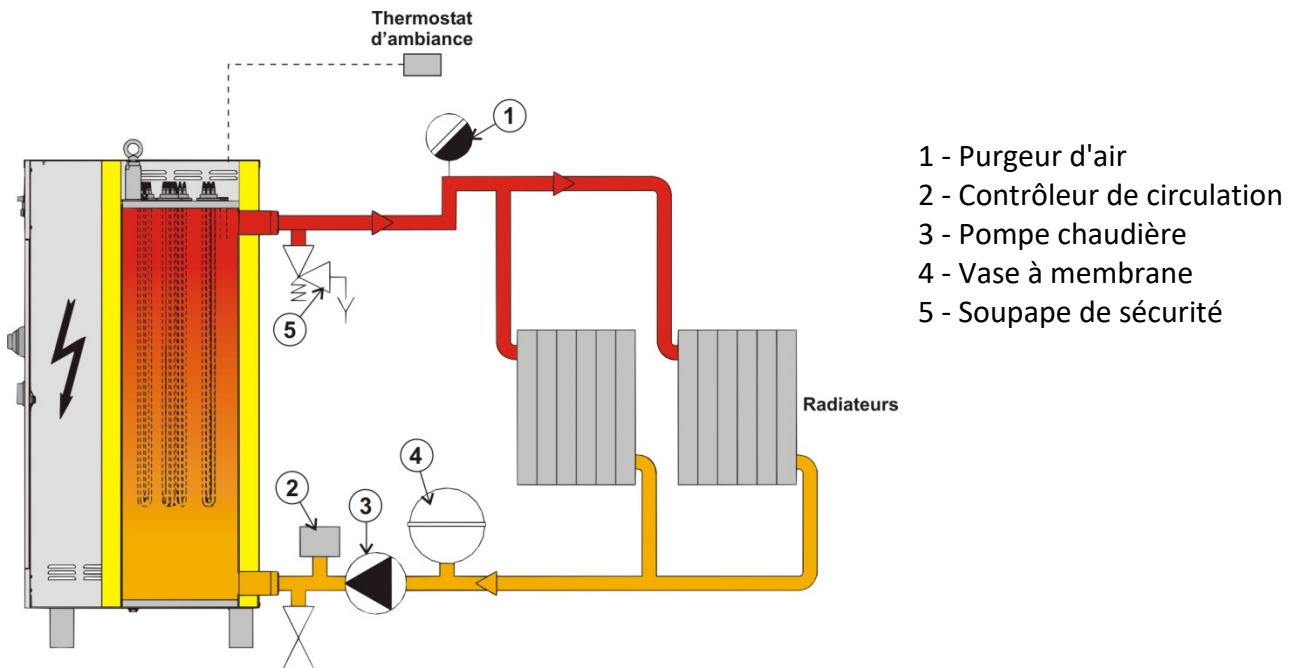 Thermostat
d'ambiance
1
5
Radiateurs
4
2
3
1 - Purgeur d'air
2 - Contrôleur de circulation
3 - Pompe chaudière
4 - Vase à membrane
5 - Soupape de sécurité